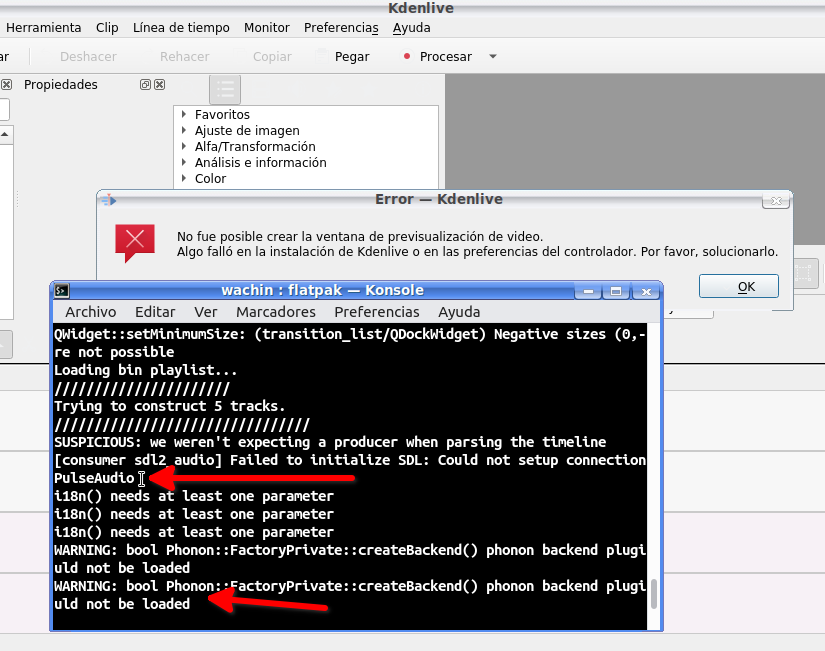 Kdenlive
Herramienta Clip Línea de tiempo Monitor Preferencias Ayuda
ar Deshacer Rehacer Copiar Pegar Procesar
Propiedades
Favoritos
Ajuste de imagen
Alfa/Transformación
Análisis e información
Color
Error — Kdenlive
No fue posible crear la ventana de previsualización de video.
Algo falló en la instalación de Kdenlive o en las preferencias del controlador. Por favor, solucionarlo.
OK
wachin : flatpak — Konsole
Archivo Editar Ver Marcadores Preferencias Ayuda
QWidget::setMinimumSize: (transition_list/QDockWidget) Negative sizes (0,-
re not possible
Loading bin playlist...
//////////////////////
Trying to construct 5 tracks.
////////////////////////////////
SUSPICIOUS: we weren't expecting a producer when parsing the timeline
[consumer sdl2_audio] Failed to initialize SDL: Could not setup connection
PulseAudio
i18n() needs at least one parameter
i18n() needs at least one parameter
i18n() needs at least one parameter
WARNING: bool Phonon::FactoryPrivate::createBackend() phonon backend plugi
uld not be loaded
WARNING: bool Phonon::FactoryPrivate::createBackend() phonon backend plugi
uld not be loaded